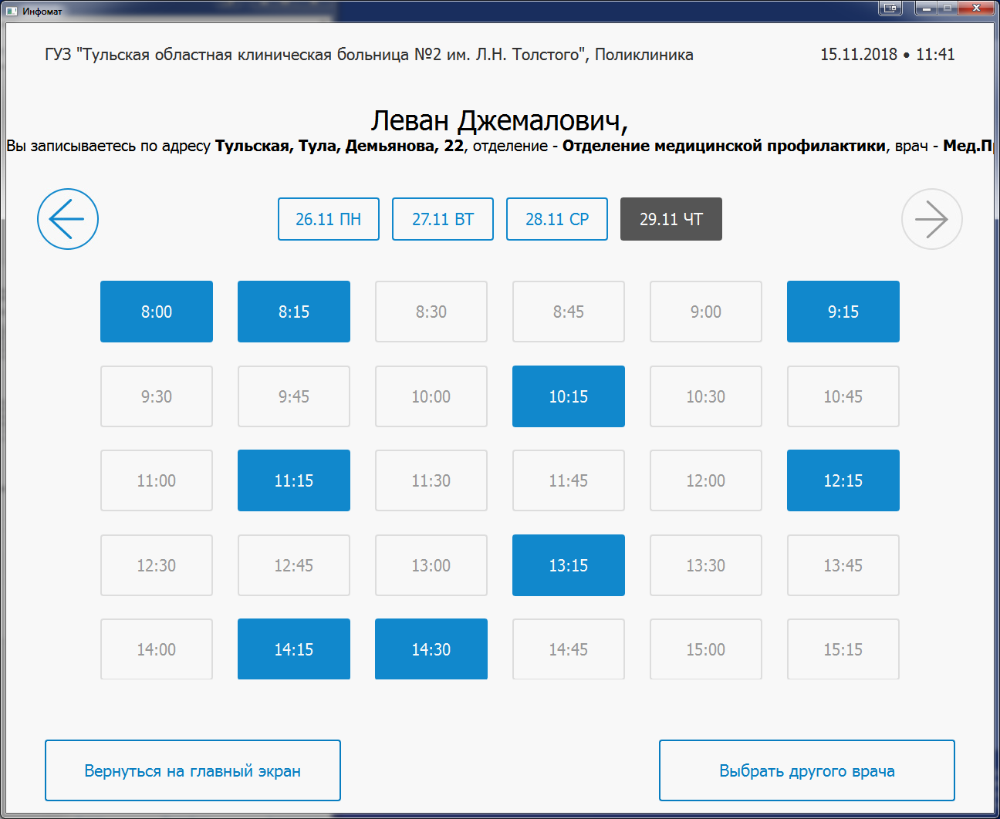 Инфомат
ГУЗ "Тульская областная клиническая больница №2 им. Л.Н. Толстого", Поликлиника 15.11.2018 • 11:41
Леван Джемалович,
Вы записываетесь по адресу Тульская, Тула, Демьянова, 22, отделение - Отделение медицинской профилактики, врач - Мед.П
26.11 ПН 27.11 ВТ 28.11 СР 29.11 ЧТ
8:00 8:15 8:30 8:45 9:00 9:15
9:30 9:45 10:00 10:15 10:30 10:45
11:00 11:15 11:30 11:45 12:00 12:15
12:30 12:45 13:00 13:15 13:30 13:45
14:00 14:15 14:30 14:45 15:00 15:15
Вернуться на главный экран Выбрать другого врача